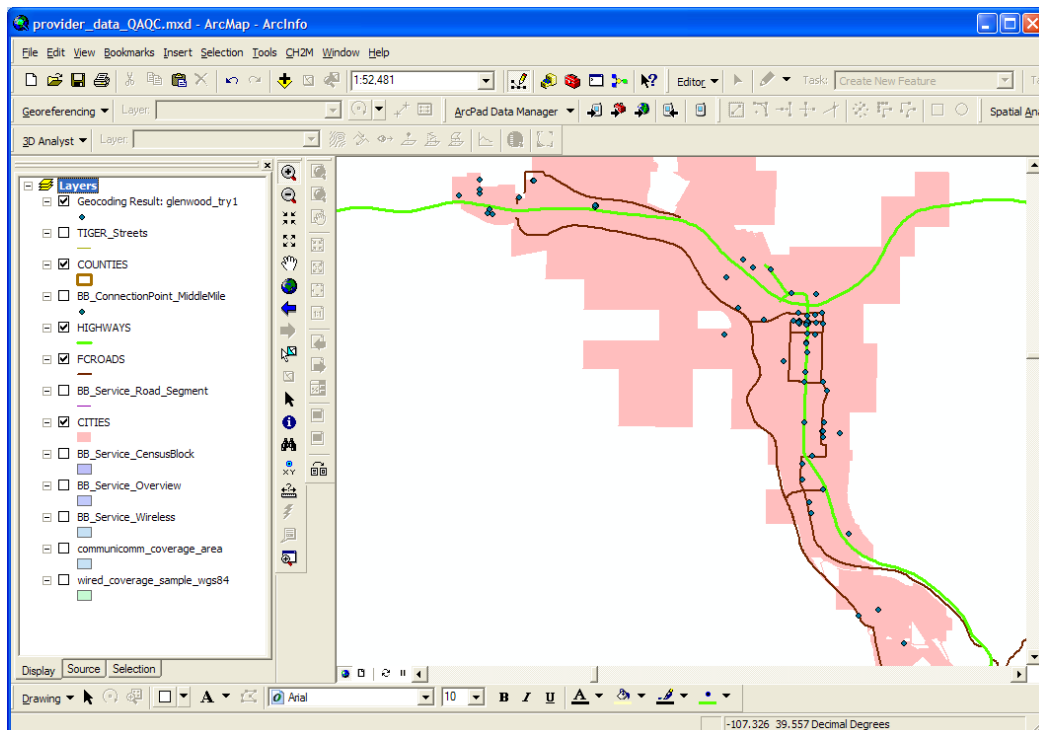 provider_data_QAQC.mxd - ArcMap - ArcInfo
File Edit View Bookmarks Insert Selection Tools CH2M Window Help
1:52,481 Editor Task: Create New Feature
Georeferencing Layer: ArcPad Data Manager Spatial
3D Analyst Layer:
Layers
Geocoding Result: glenwood_try1
TIGER_Streets
COUNTIES
BB_ConnectionPoint_MiddleMile
HIGHWAYS
FCROADS
BB_Service_Road_Segment
CITIES
BB_Service_CensusBlock
BB_Service_Overview
BB_Service_Wireless
communicomm_coverage_area
wired_coverage_sample_wgs84
1:1
XY
Display Source Selection
Drawing A Arial 10 B I U A
-107.326 39.557 Decimal Degrees